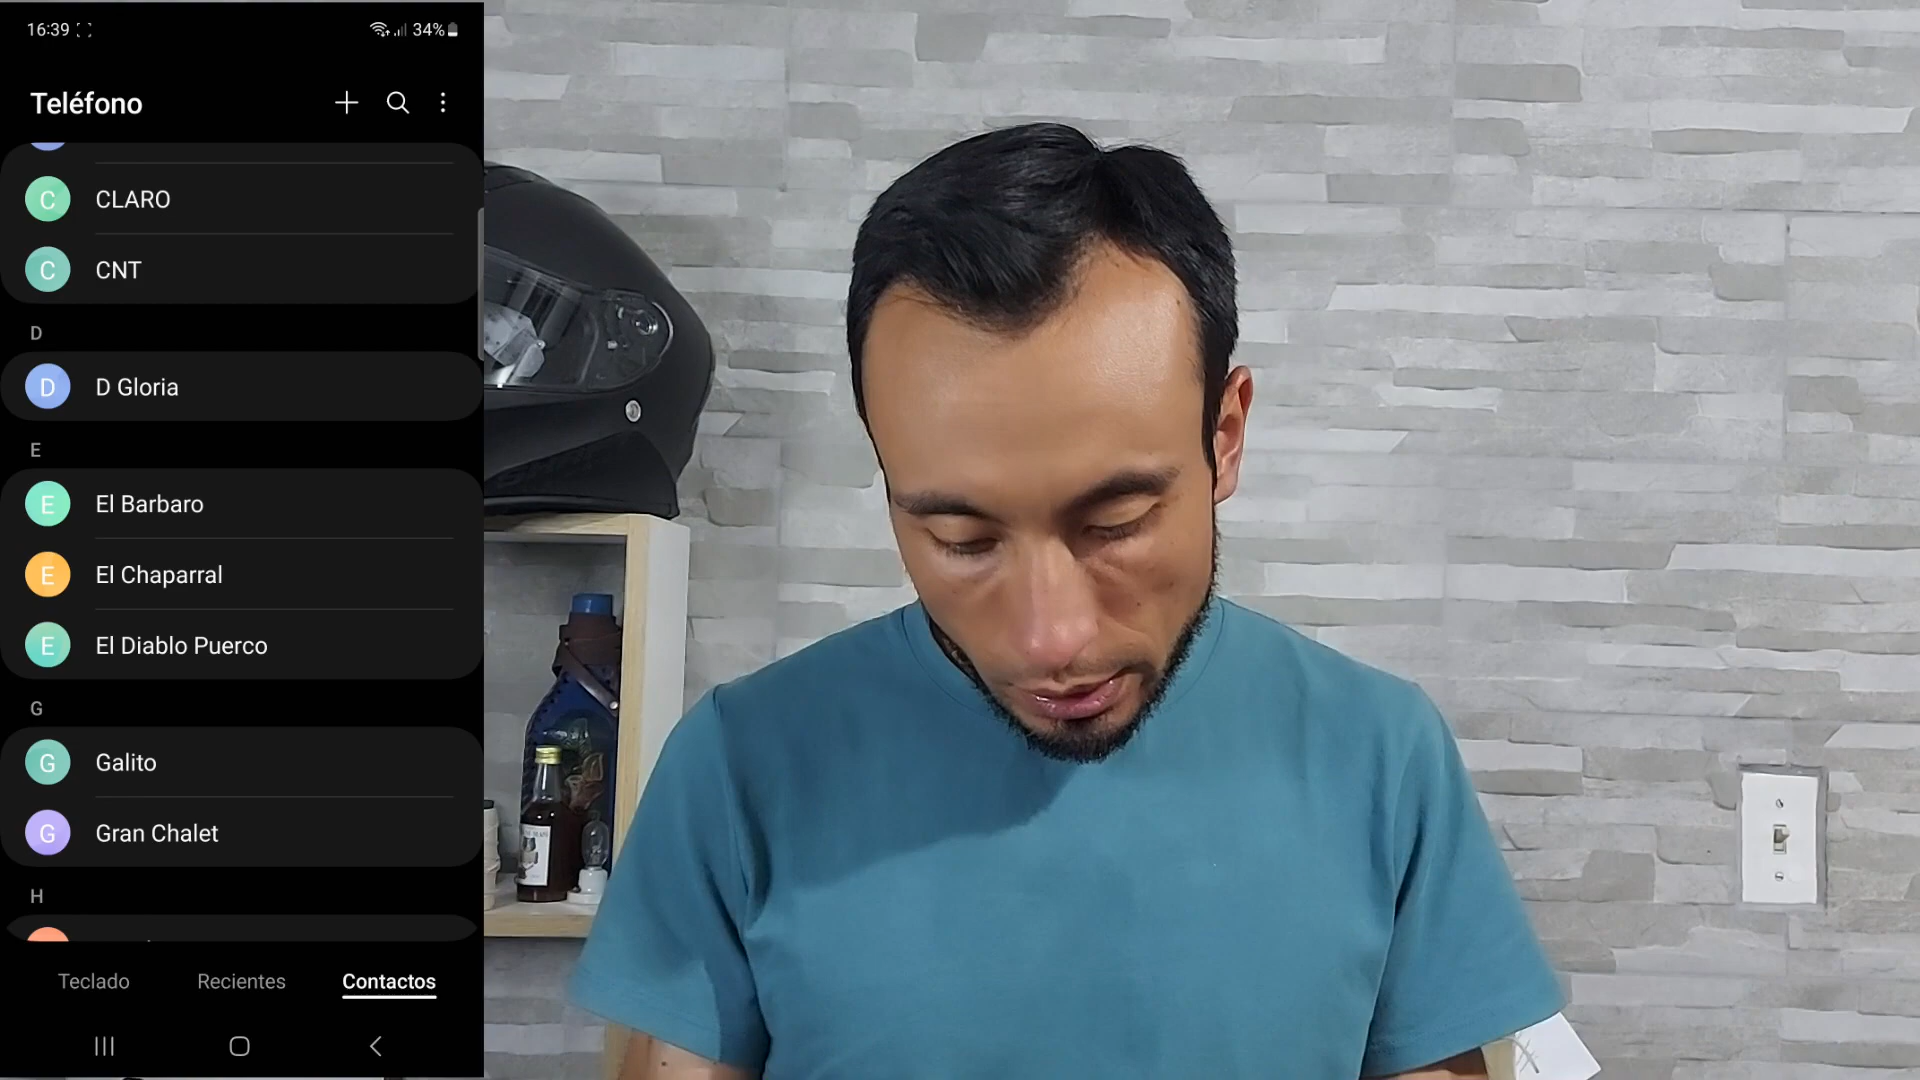 16:39
34%
Teléfono
C CLARO
C CNT
D
D D Gloria
E
E El Barbaro
E El Chaparral
E El Diablo Puerco
G
G Galito
G Gran Chalet
H
Teclado Recientes Contactos